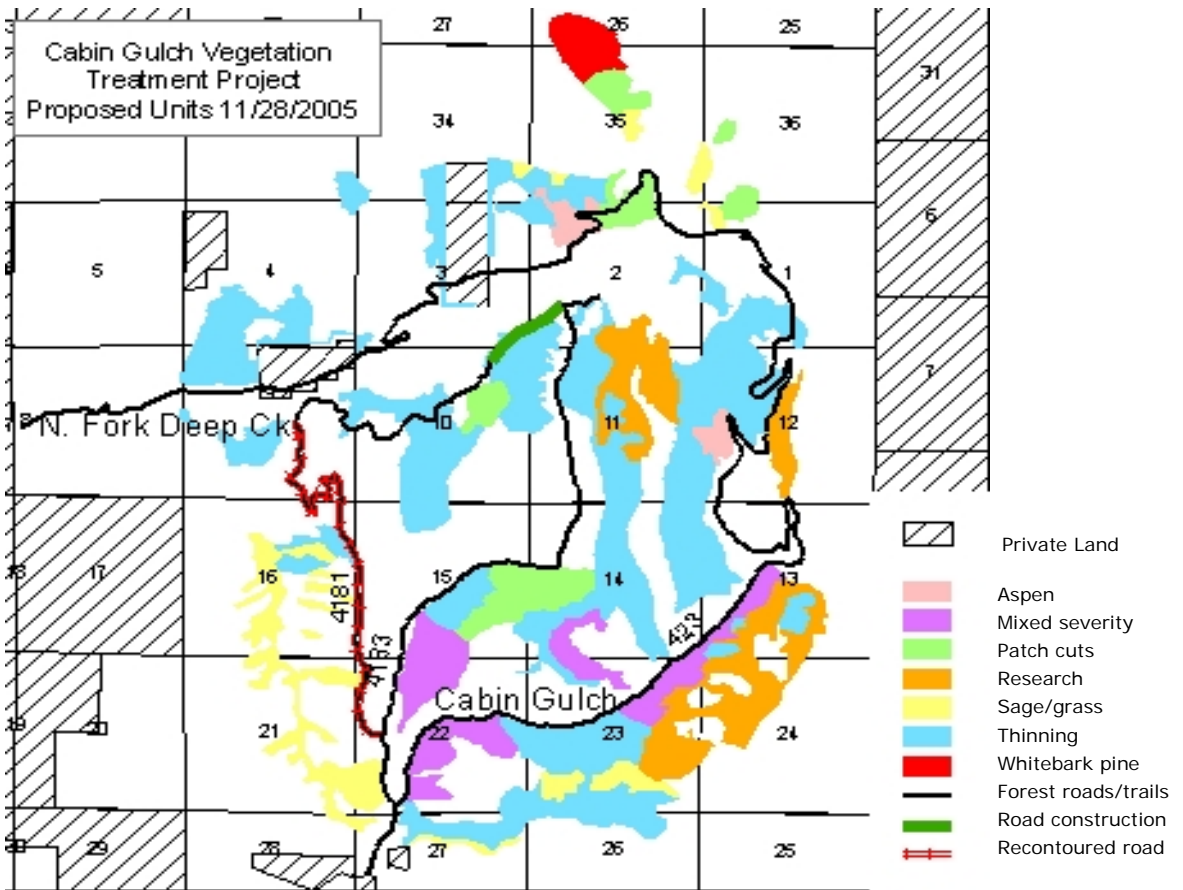 Cabin Gulch Vegetation
Treatment Project
Proposed Units 11/28/2005
27 26 25
31
34 35 36
6
5 4 3 2 1
7
N. Fork Deep Ck.
10 11 12
17 16 15 14 13
4181
4183
423
Cabin Gulch
21 22 23 24
29 28 27 26 25
Private Land
Aspen
Mixed severity
Patch cuts
Research
Sage/grass
Thinning
Whitebark pine
Forest roads/trails
Road construction
Recontoured road